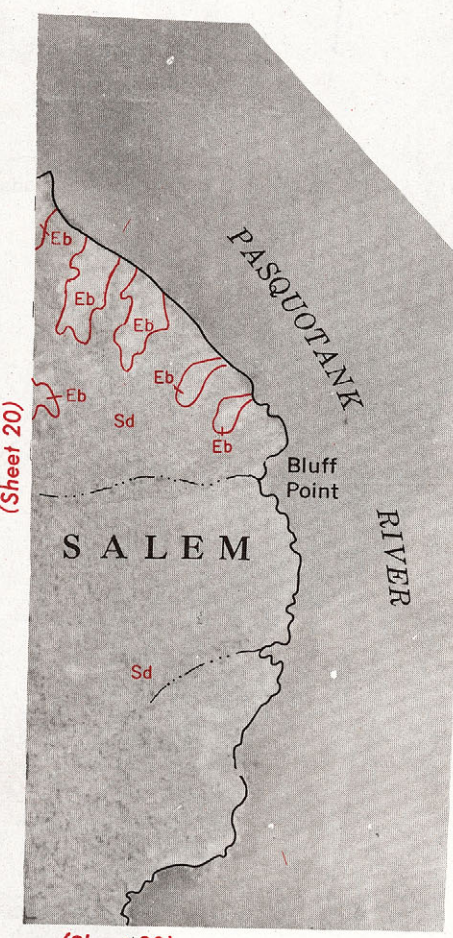 PASQUOTANK
RIVER
Eb
Eb
Eb
Eb
Eb
Eb
Sd
(Sheet 20)
Bluff
Point
SALEM
Sd